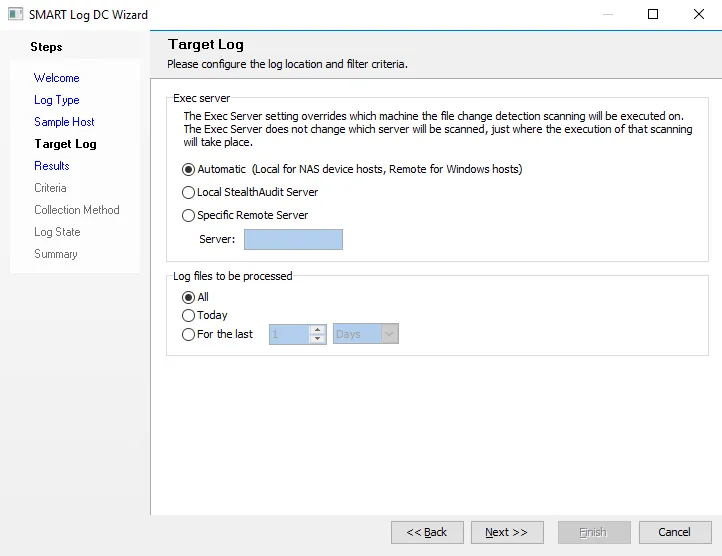 SMART Log DC Wizard
Steps
Welcome
Log Type
Sample Host
Target Log
Results
Criteria
Collection Method
Log State
Summary
Target Log
Please configure the log location and filter criteria.
Exec server
The Exec Server setting overrides which machine the file change detection scanning will be executed on.
The Exec Server does not change which server will be scanned, just where the execution of that scanning
will take place.
Automatic (Local for NAS device hosts, Remote for Windows hosts)
Local StealthAudit Server
Specific Remote Server
Server:
Log files to be processed
All
Today
For the last 1 Days
<< Back Next >> Finish Cancel